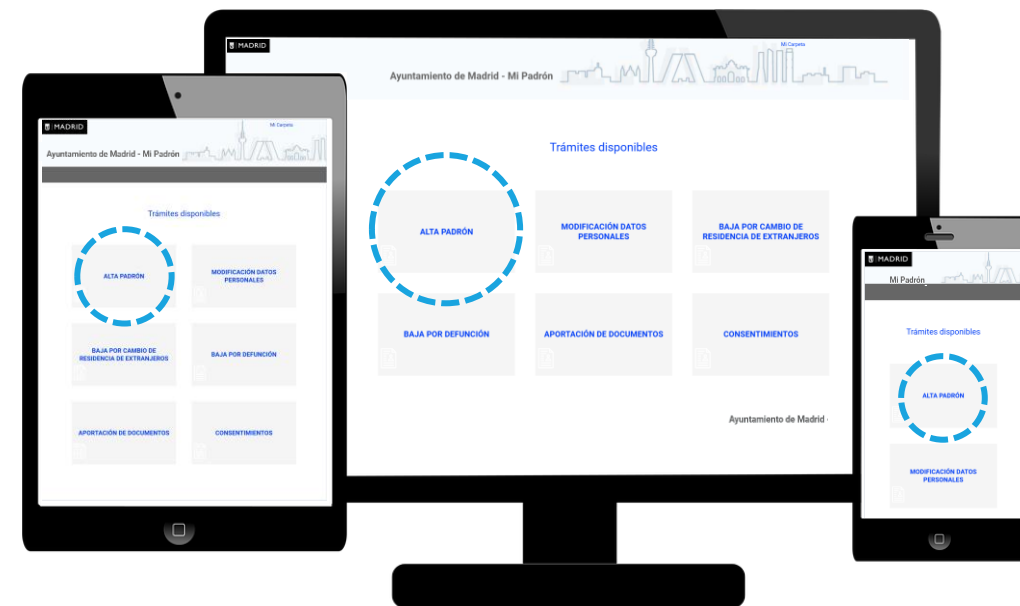 MADRID
Mi Carpeta
Ayuntamiento de Madrid - Mi Padrón
Trámites disponibles
ALTA PADRÓN
MODIFICACIÓN DATOS
PERSONALES
BAJA POR CAMBIO DE
RESIDENCIA DE EXTRANJEROS
BAJA POR DEFUNCIÓN
APORTACIÓN DE DOCUMENTOS
CONSENTIMIENTOS
Ayuntamiento de Madrid -
MADRID
Mi Carpeta
Ayuntamiento de Madrid - Mi Padrón
Trámites disponibles
ALTA PADRÓN
MODIFICACIÓN DATOS
PERSONALES
BAJA POR CAMBIO DE
RESIDENCIA DE EXTRANJEROS
BAJA POR DEFUNCIÓN
APORTACIÓN DE DOCUMENTOS
CONSENTIMIENTOS
MADRID
Mi Padrón
Trámites disponibles
ALTA PADRÓN
MODIFICACIÓN DATOS
PERSONALES